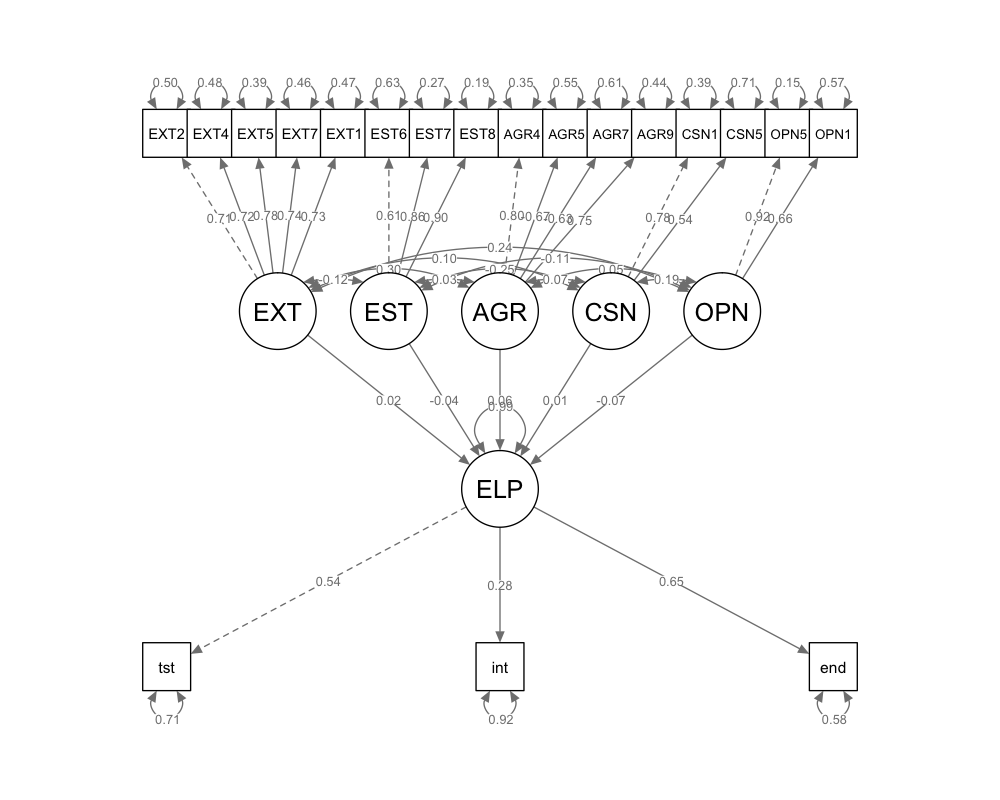 0.50 0.48 0.39 0.46 0.47 0.63 0.27 0.19 0.35 0.55 0.61 0.44 0.39 0.71 0.15 0.57
EXT2 EXT4 EXT5 EXT7 EXT1 EST6 EST7 EST8 AGR4 AGR5 AGR7 AGR9 CSN1 CSN5 OPN5 OPN1
0.71 0.72 0.78 0.74 0.73 0.61 0.86 0.90 0.80 -0.67 0.63 0.75 0.78 0.54 0.92 0.66
0.24
0.10 -0.11
0.30 -0.25 0.05
-0.12 -0.03 -0.07 0.19
EXT EST AGR CSN OPN
0.02 -0.04 0.06 0.01 -0.07
0.99
ELP
0.54 0.28 0.65
tst int end
0.71 0.92 0.58